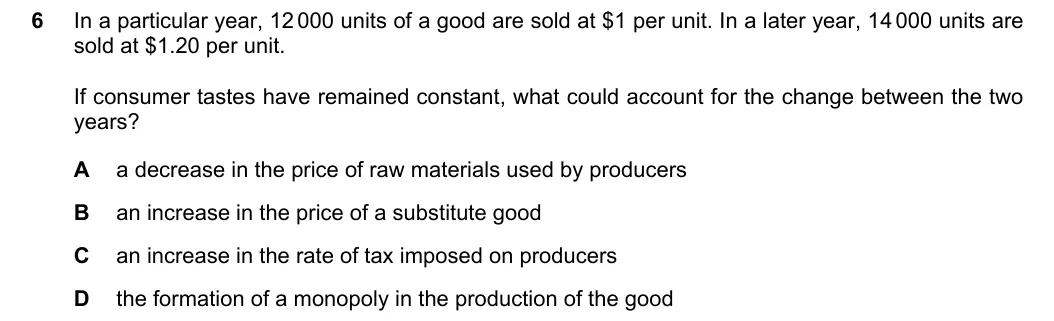 6 In a particular year, 12 000 units of a good are sold at $1 per unit. In a later year, 14 000 units are
sold at $1.20 per unit.
If consumer tastes have remained constant, what could account for the change between the two
years?
A a decrease in the price of raw materials used by producers
B an increase in the price of a substitute good
C an increase in the rate of tax imposed on producers
D the formation of a monopoly in the production of the good